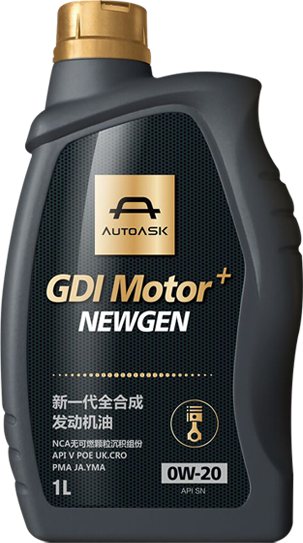 AUTOASK
GDI Motor+
NEWGEN
新一代全合成
发动机油
NCA无可燃颗粒沉积组份
API V POE UK.CRO
PMA JA.YMA
1L
0W-20
API SN